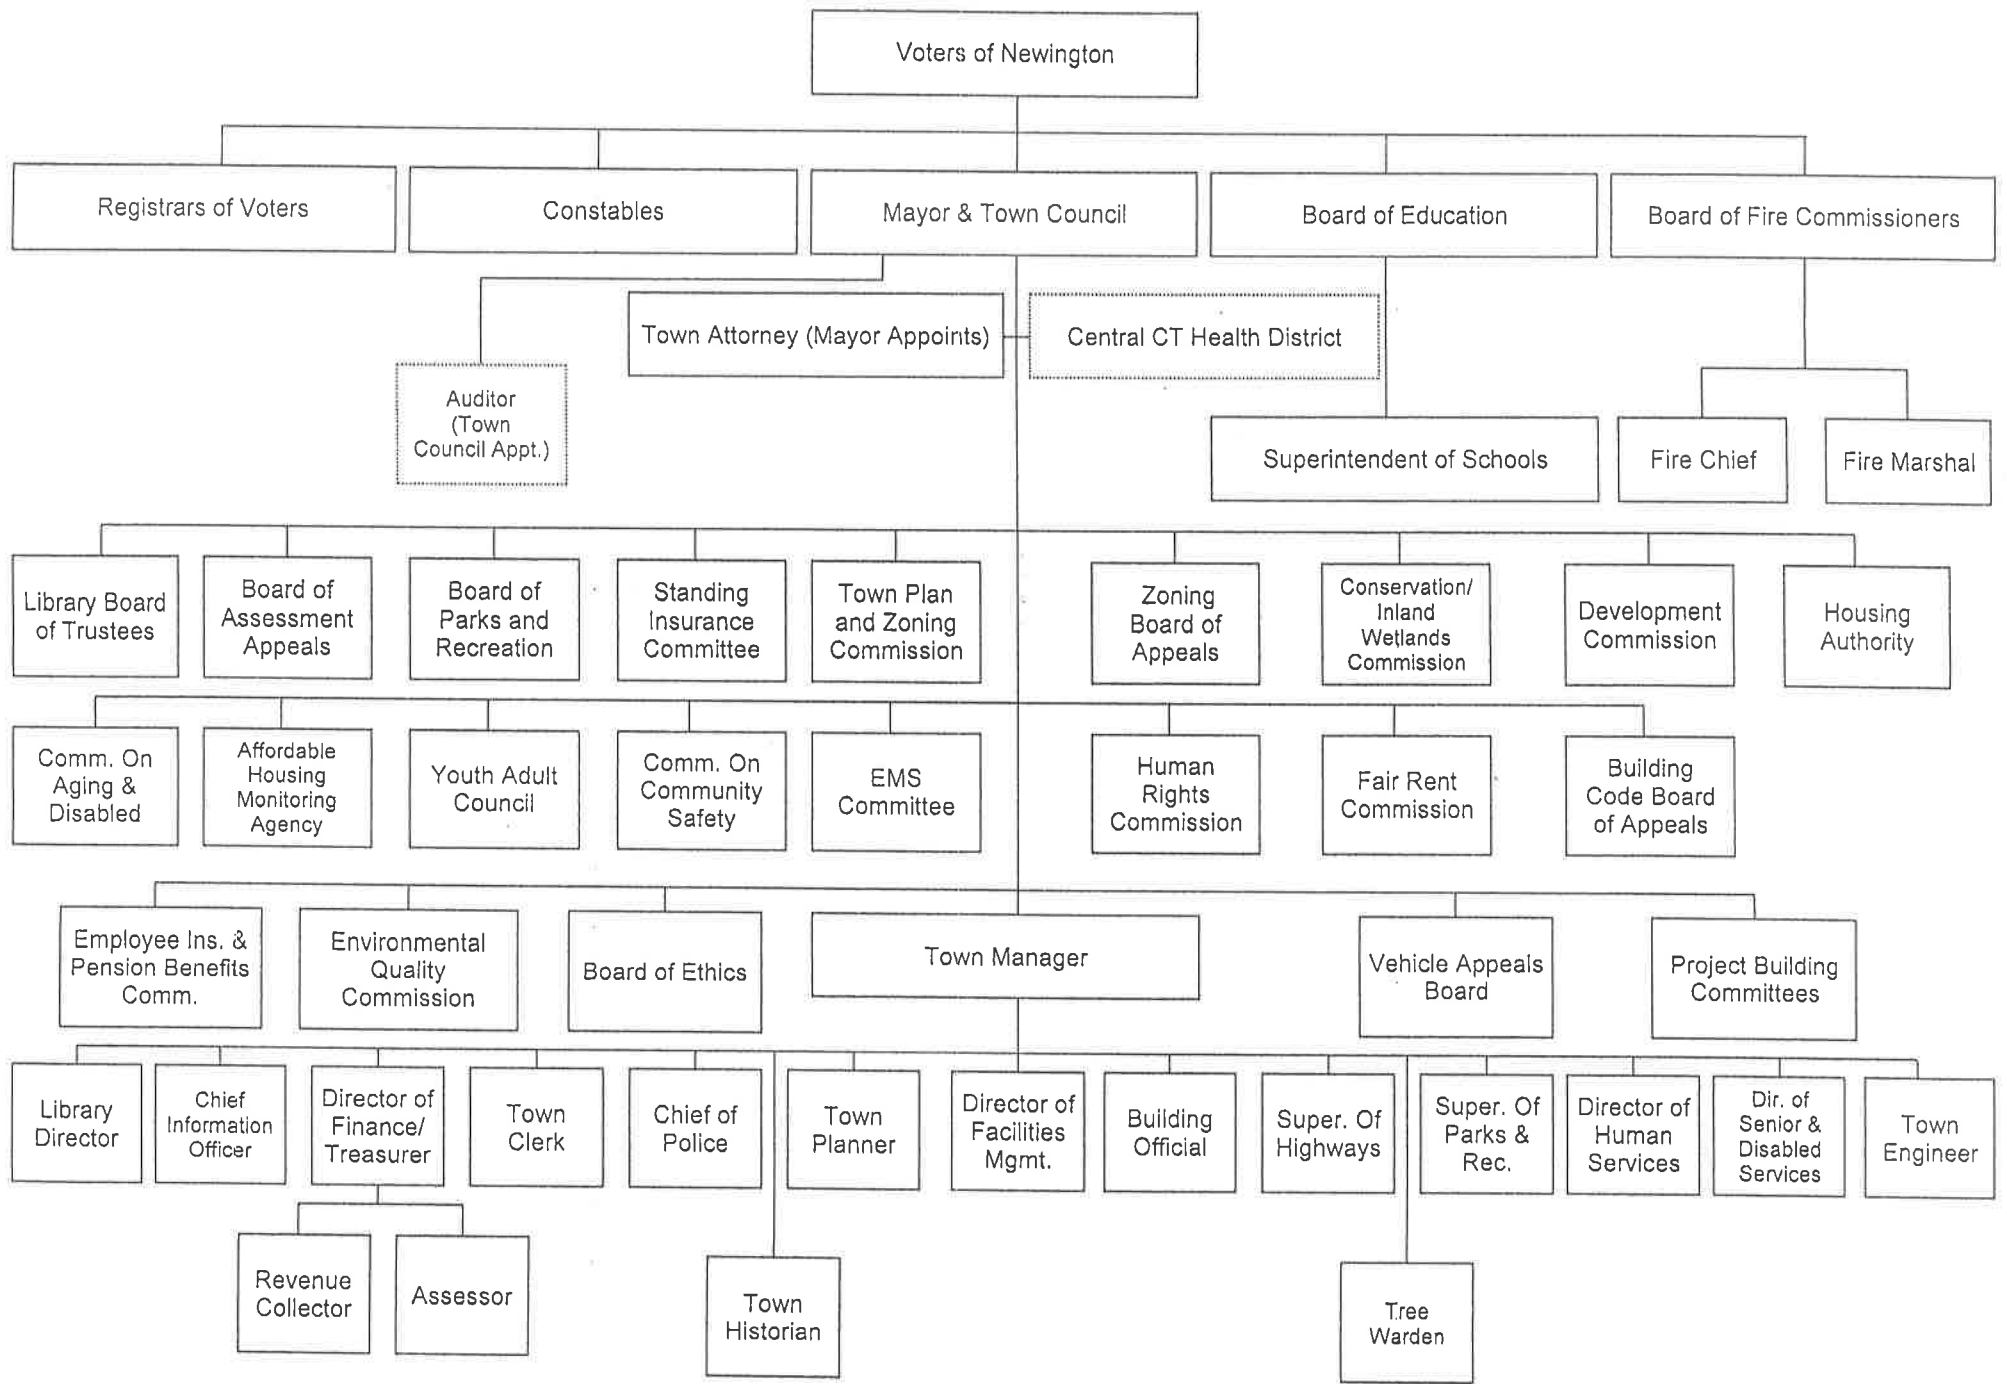 Voters of Newington
Registrars of Voters
Constables
Mayor & Town Council
Board of Education
Board of Fire Commissioners
Town Attorney (Mayor Appoints)
Central CT Health District
Auditor
(Town
Council Appt.)
Superintendent of Schools
Fire Chief
Fire Marshal
Library Board
of Trustees
Board of
Assessment
Appeals
Board of
Parks and
Recreation
Standing
Insurance
Committee
Town Plan
and Zoning
Commission
Zoning
Board of
Appeals
Conservation/
Inland
Wetlands
Commission
Development
Commission
Housing
Authority
Comm. On
Aging &
Disabled
Affordable
Housing
Monitoring
Agency
Youth Adult
Council
Comm. On
Community
Safety
EMS
Committee
Human
Rights
Commission
Fair Rent
Commission
Building
Code Board
of Appeals
Employee Ins. &
Pension Benefits
Comm.
Environmental
Quality
Commission
Board of Ethics
Town Manager
Vehicle Appeals
Board
Project Building
Committees
Library
Director
Chief
Information
Officer
Director of
Finance/
Treasurer
Town
Clerk
Chief of
Police
Town
Planner
Director of
Facilities
Mgmt.
Building
Official
Super. Of
Highways
Super. Of
Parks &
Rec.
Director of
Human
Services
Dir. of
Senior &
Disabled
Services
Town
Engineer
Revenue
Collector
Assessor
Town
Historian
Tree
Warden